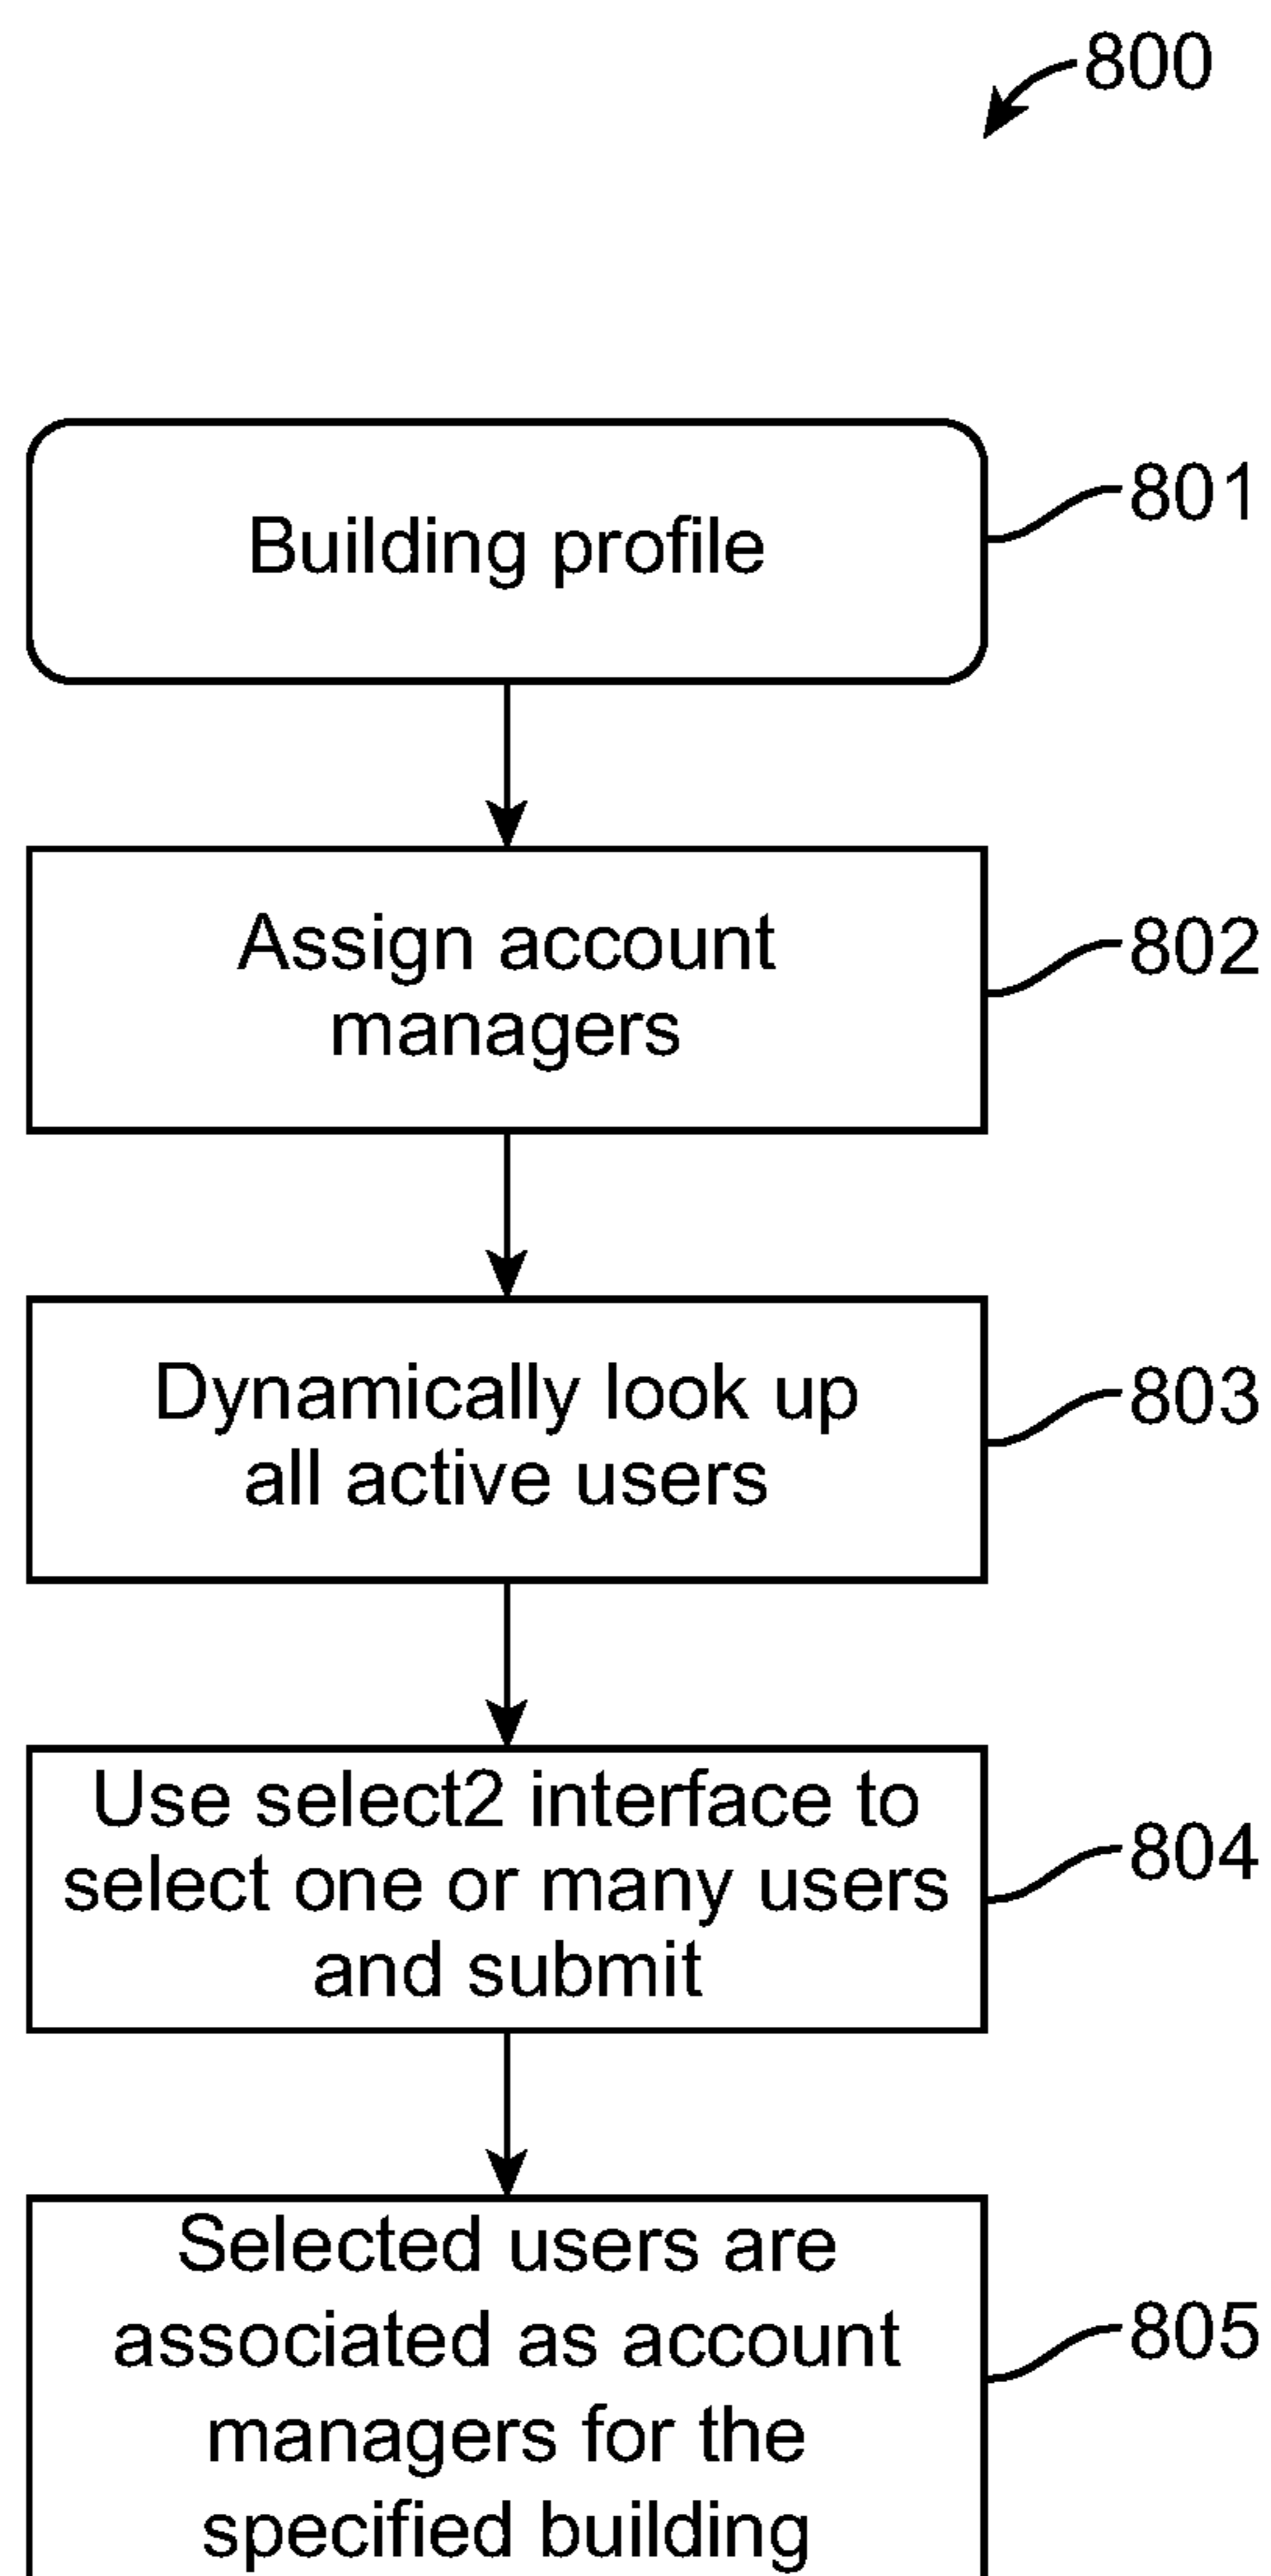 800
Building profile
801
Assign account
managers
802
Dynamically look up
all active users
803
Use select2 interface to
select one or many users
and submit
804
Selected users are
associated as account
managers for the
specified building
805